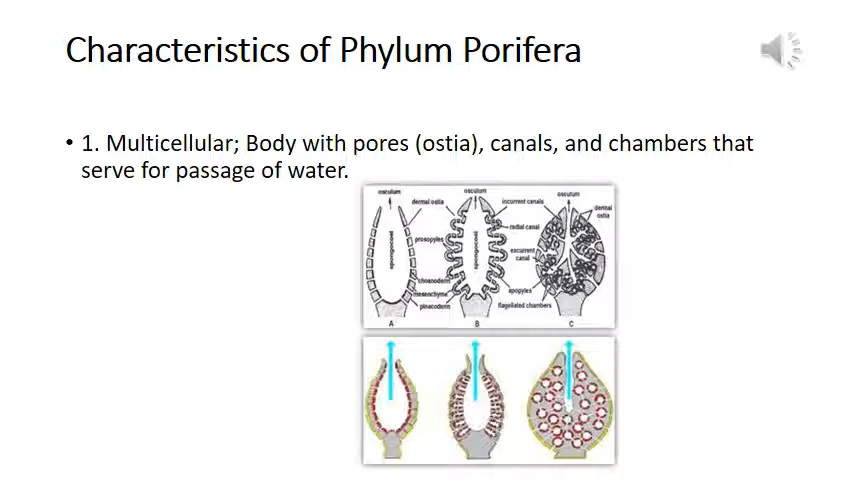 Characteristics of Phylum Porifera
• 1. Multicellular; Body with pores (ostia), canals, and chambers that
serve for passage of water.
osculum
dermal ostia
spongocoel
prosopyles
choanoderm
mesenchyme
pinacoderm
A
osculum
incurrent canals
radial canal
spongocoel
apopyles
B
osculum
dermal
ostia
excurrent
canal
flagellated chambers
C